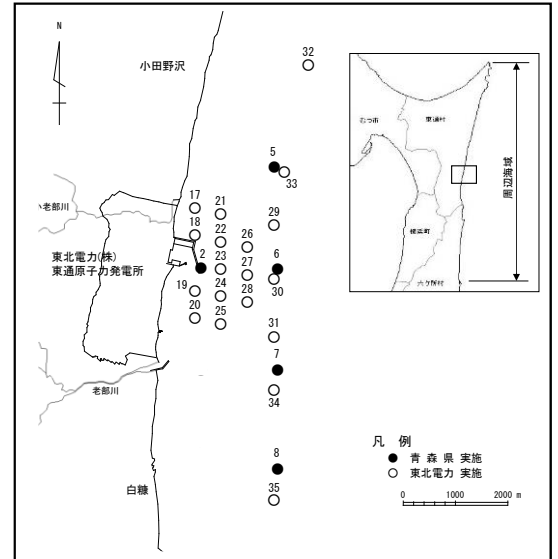 N
小田野沢
32
5
33
17
21
小老部川
18
29
22
26
東北電力(株)
東通原子力発電所
2
23
27
6
30
19
24
28
20
25
31
7
老部川
34
8
白糠
35
むつ市
東通村
横浜町
六ケ所村
周辺海域
凡 例
● 青 森 県 実施
○ 東北電力 実施
0 1000 2000 m